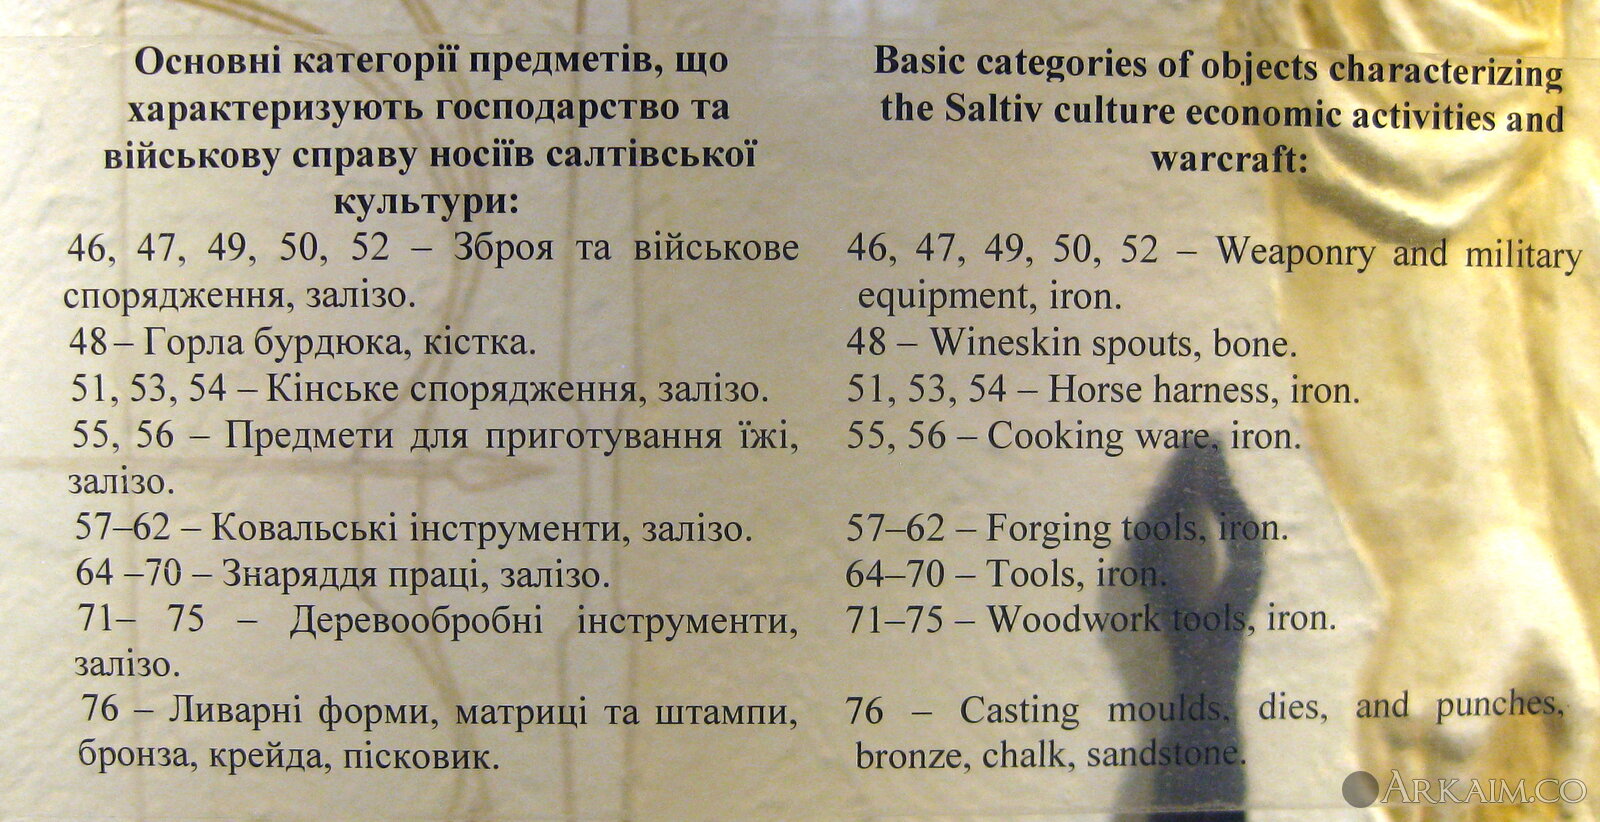 Основні категорії предметів, що
характеризують господарство та
військову справу носіїв салтівської
культури:
46, 47, 49, 50, 52 – Зброя та військове
спорядження, залізо.
48 – Горла бурдюка, кістка.
51, 53, 54 – Кінське спорядження, залізо.
55, 56 – Предмети для приготування їжі,
залізо.
57–62 – Ковальські інструменти, залізо.
64 –70 – Знаряддя праці, залізо.
71– 75 – Деревообробні інструменти,
залізо.
76 – Ливарні форми, матриці та штампи,
бронза, крейда, пісковик.
Basic categories of objects characterizing
the Saltiv culture economic activities and
warcraft:
46, 47, 49, 50, 52 – Weaponry and military
equipment, iron.
48 – Wineskin spouts, bone.
51, 53, 54 – Horse harness, iron.
55, 56 – Cooking ware, iron.
57–62 – Forging tools, iron.
64–70 – Tools, iron.
71–75 – Woodwork tools, iron.
76 – Casting moulds, dies, and punches,
bronze, chalk, sandstone.
ARKAIM.CO